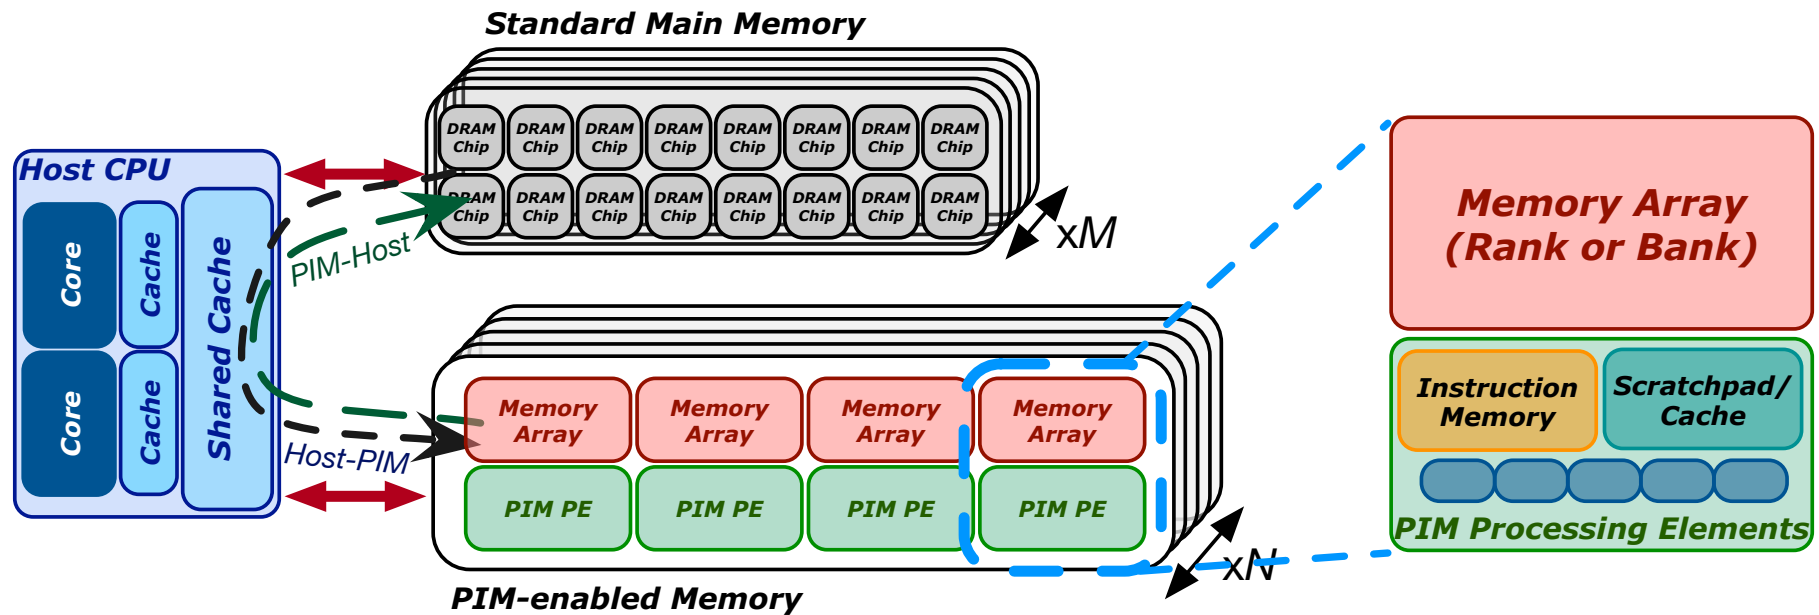 Standard Main Memory
DRAM Chip DRAM Chip DRAM Chip DRAM Chip DRAM Chip DRAM Chip DRAM Chip DRAM Chip
DRAM Chip DRAM Chip DRAM Chip DRAM Chip DRAM Chip DRAM Chip DRAM Chip DRAM Chip
xM
Host CPU
Core
Cache
Core
Cache
Shared Cache
PIM-Host
Host-PIM
Memory Array Memory Array Memory Array Memory Array
PIM PE PIM PE PIM PE PIM PE
xN
PIM-enabled Memory
Memory Array
(Rank or Bank)
Instruction
Memory
Scratchpad/
Cache
PIM Processing Elements